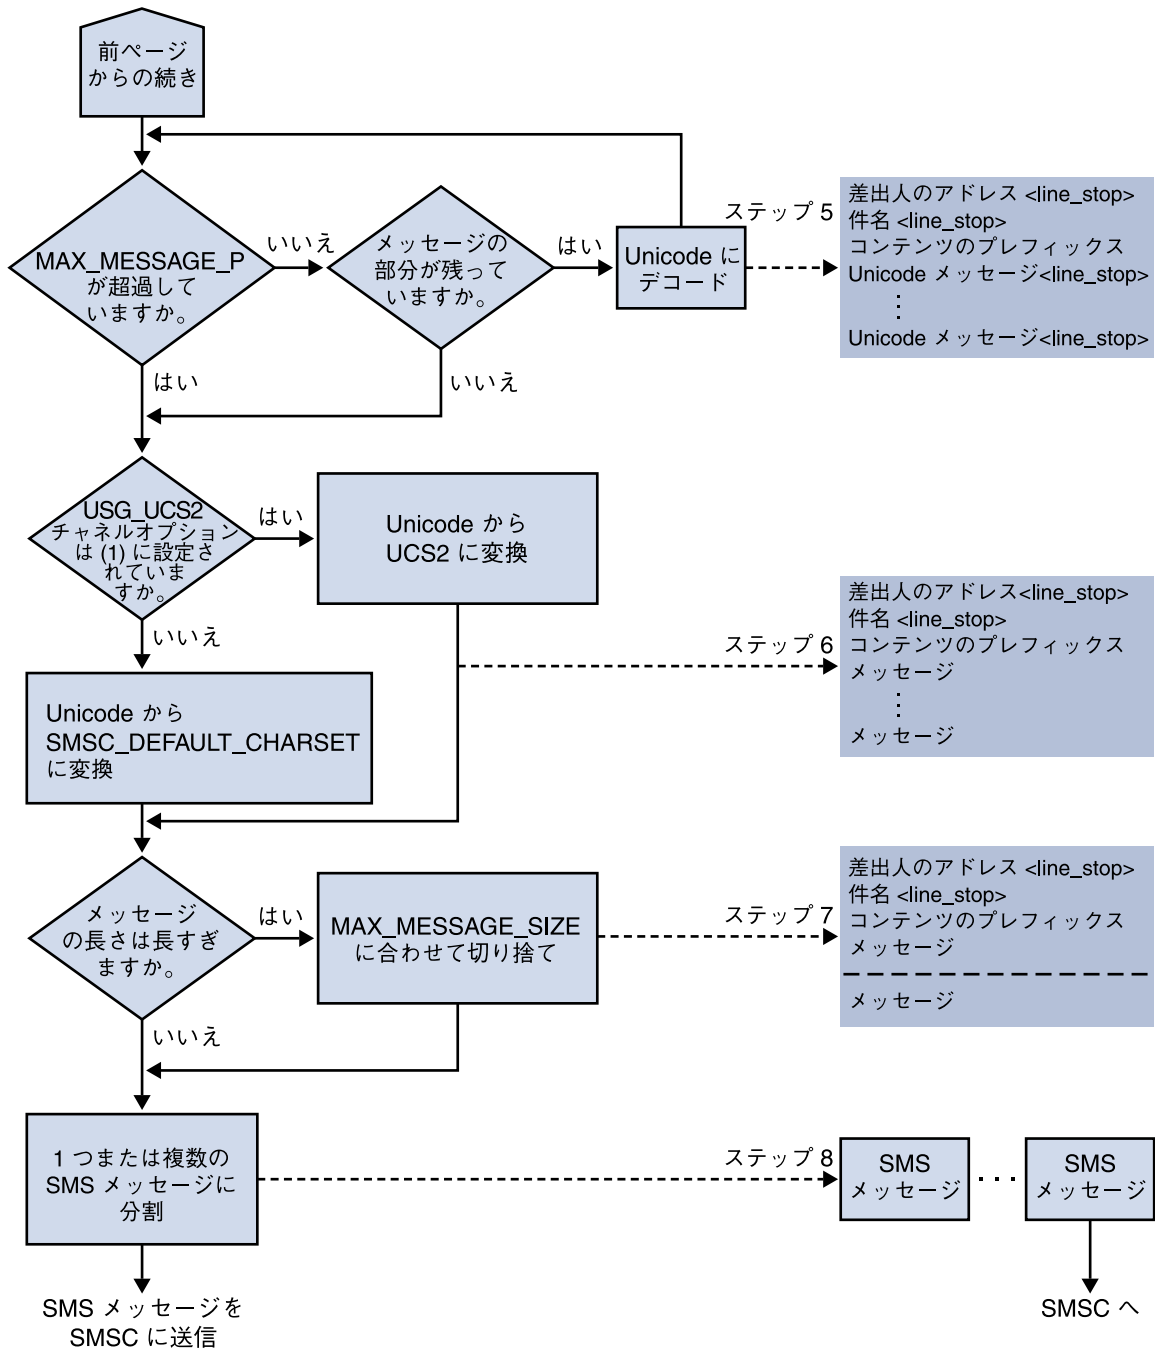 前ページ
からの続き
MAX_MESSAGE_P
が超過して
いますか。
いいえ
メッセージの
部分が残って
いますか。
はい
Unicode に
デコード
ステップ 5
差出人のアドレス <line_stop>
件名 <line_stop>
コンテンツのプレフィックス
Unicode メッセージ<line_stop>
⋮
Unicode メッセージ<line_stop>
はい
いいえ
USG_UCS2
チャネルオプション
は (1) に設定さ
れていま
すか。
はい
Unicode から
UCS2 に変換
いいえ
ステップ 6
差出人のアドレス<line_stop>
件名 <line_stop>
コンテンツのプレフィックス
メッセージ
⋮
メッセージ
Unicode から
SMSC_DEFAULT_CHARSET
に変換
メッセージ
の長さは長すぎ
ますか。
はい
MAX_MESSAGE_SIZE
に合わせて切り捨て
ステップ 7
差出人のアドレス <line_stop>
件名 <line_stop>
コンテンツのプレフィックス
メッセージ
メッセージ
いいえ
1 つまたは複数の
SMS メッセージに
分割
ステップ 8
SMS
メッセージ
. . .
SMS
メッセージ
SMS メッセージを
SMSC に送信
SMSC へ